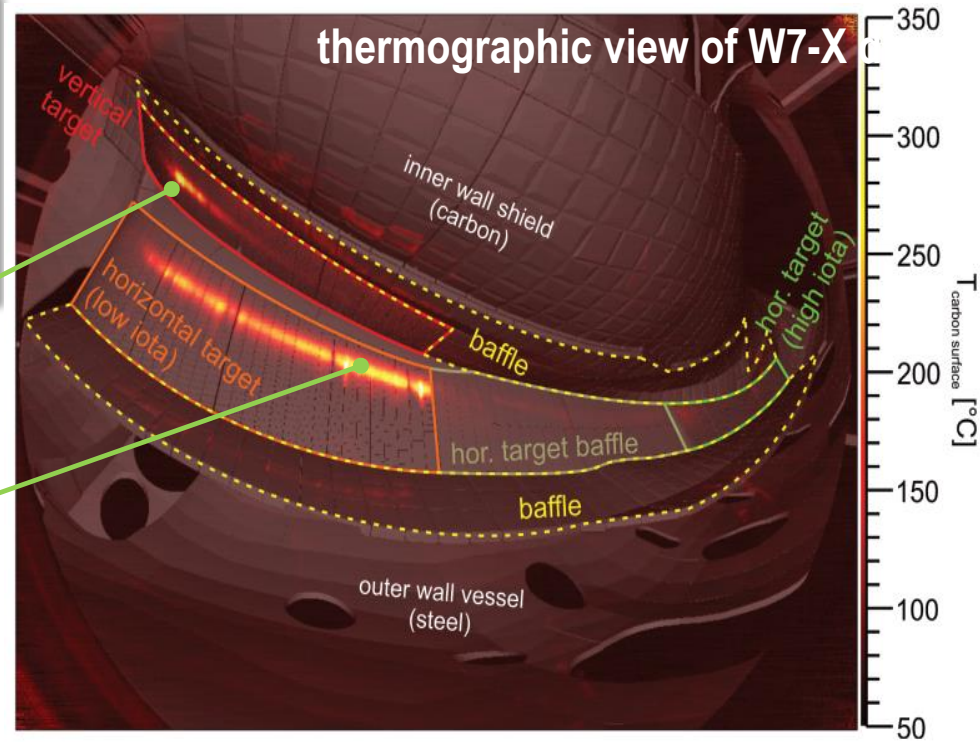 thermographic view of W7-X
vertical
target
inner wall shield
(carbon)
hor. target
(high iota)
horizontal target
(low iota)
baffle
hor. target baffle
baffle
outer wall vessel
(steel)
350
300
250
200
150
100
50
T carbon surface [°C]